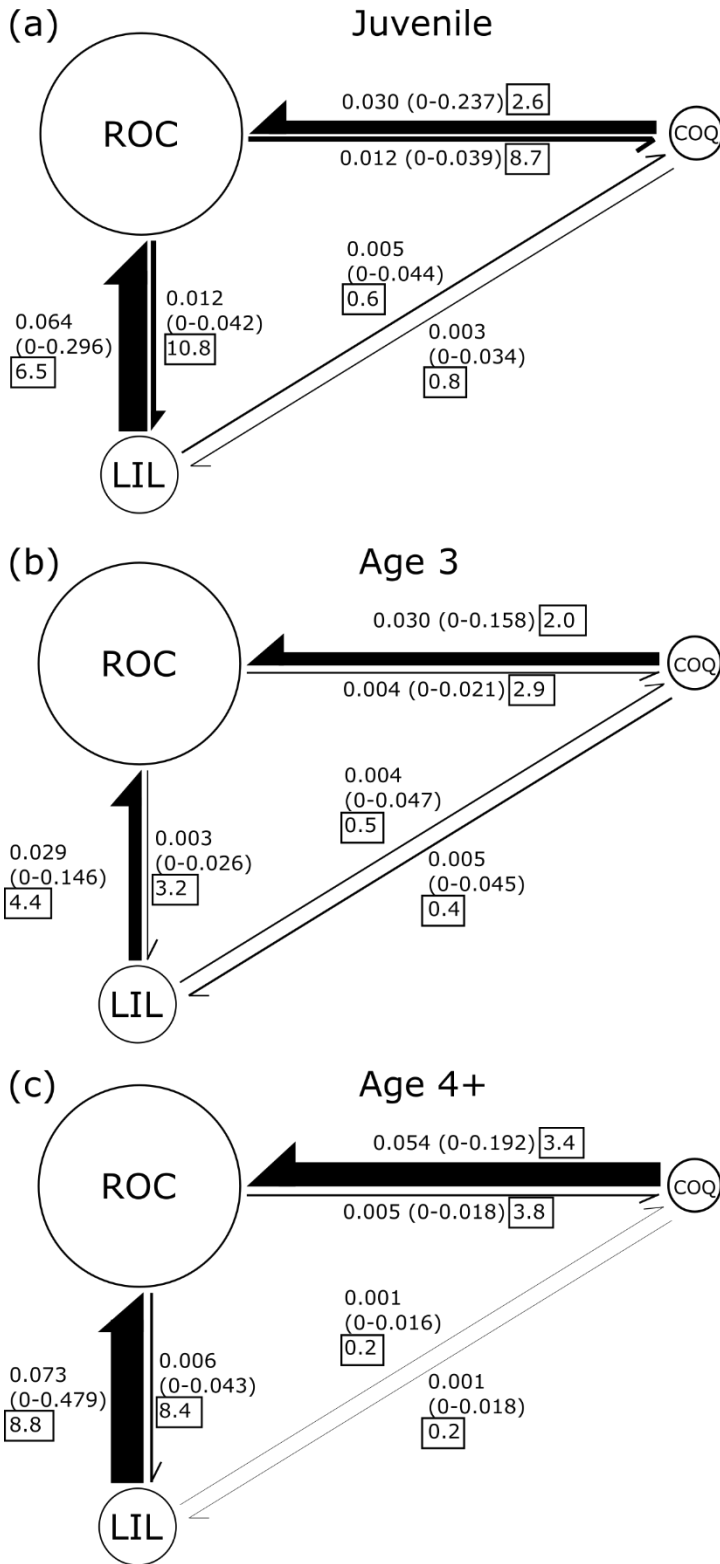 (a) Juvenile
0.030 (0-0.237) 2.6
ROC
COQ
0.012 (0-0.039) 8.7
0.005
(0-0.044)
0.6
0.003
(0-0.034)
0.8
0.064
(0-0.296)
6.5
0.012
(0-0.042)
10.8
LIL
(b) Age 3
0.030 (0-0.158) 2.0
ROC
COQ
0.004 (0-0.021) 2.9
0.004
(0-0.047)
0.5
0.005
(0-0.045)
0.4
0.029
(0-0.146)
4.4
0.003
(0-0.026)
3.2
LIL
(c) Age 4+
0.054 (0-0.192) 3.4
ROC
COQ
0.005 (0-0.018) 3.8
0.001
(0-0.016)
0.2
0.001
(0-0.018)
0.2
0.073
(0-0.479)
8.8
0.006
(0-0.043)
8.4
LIL